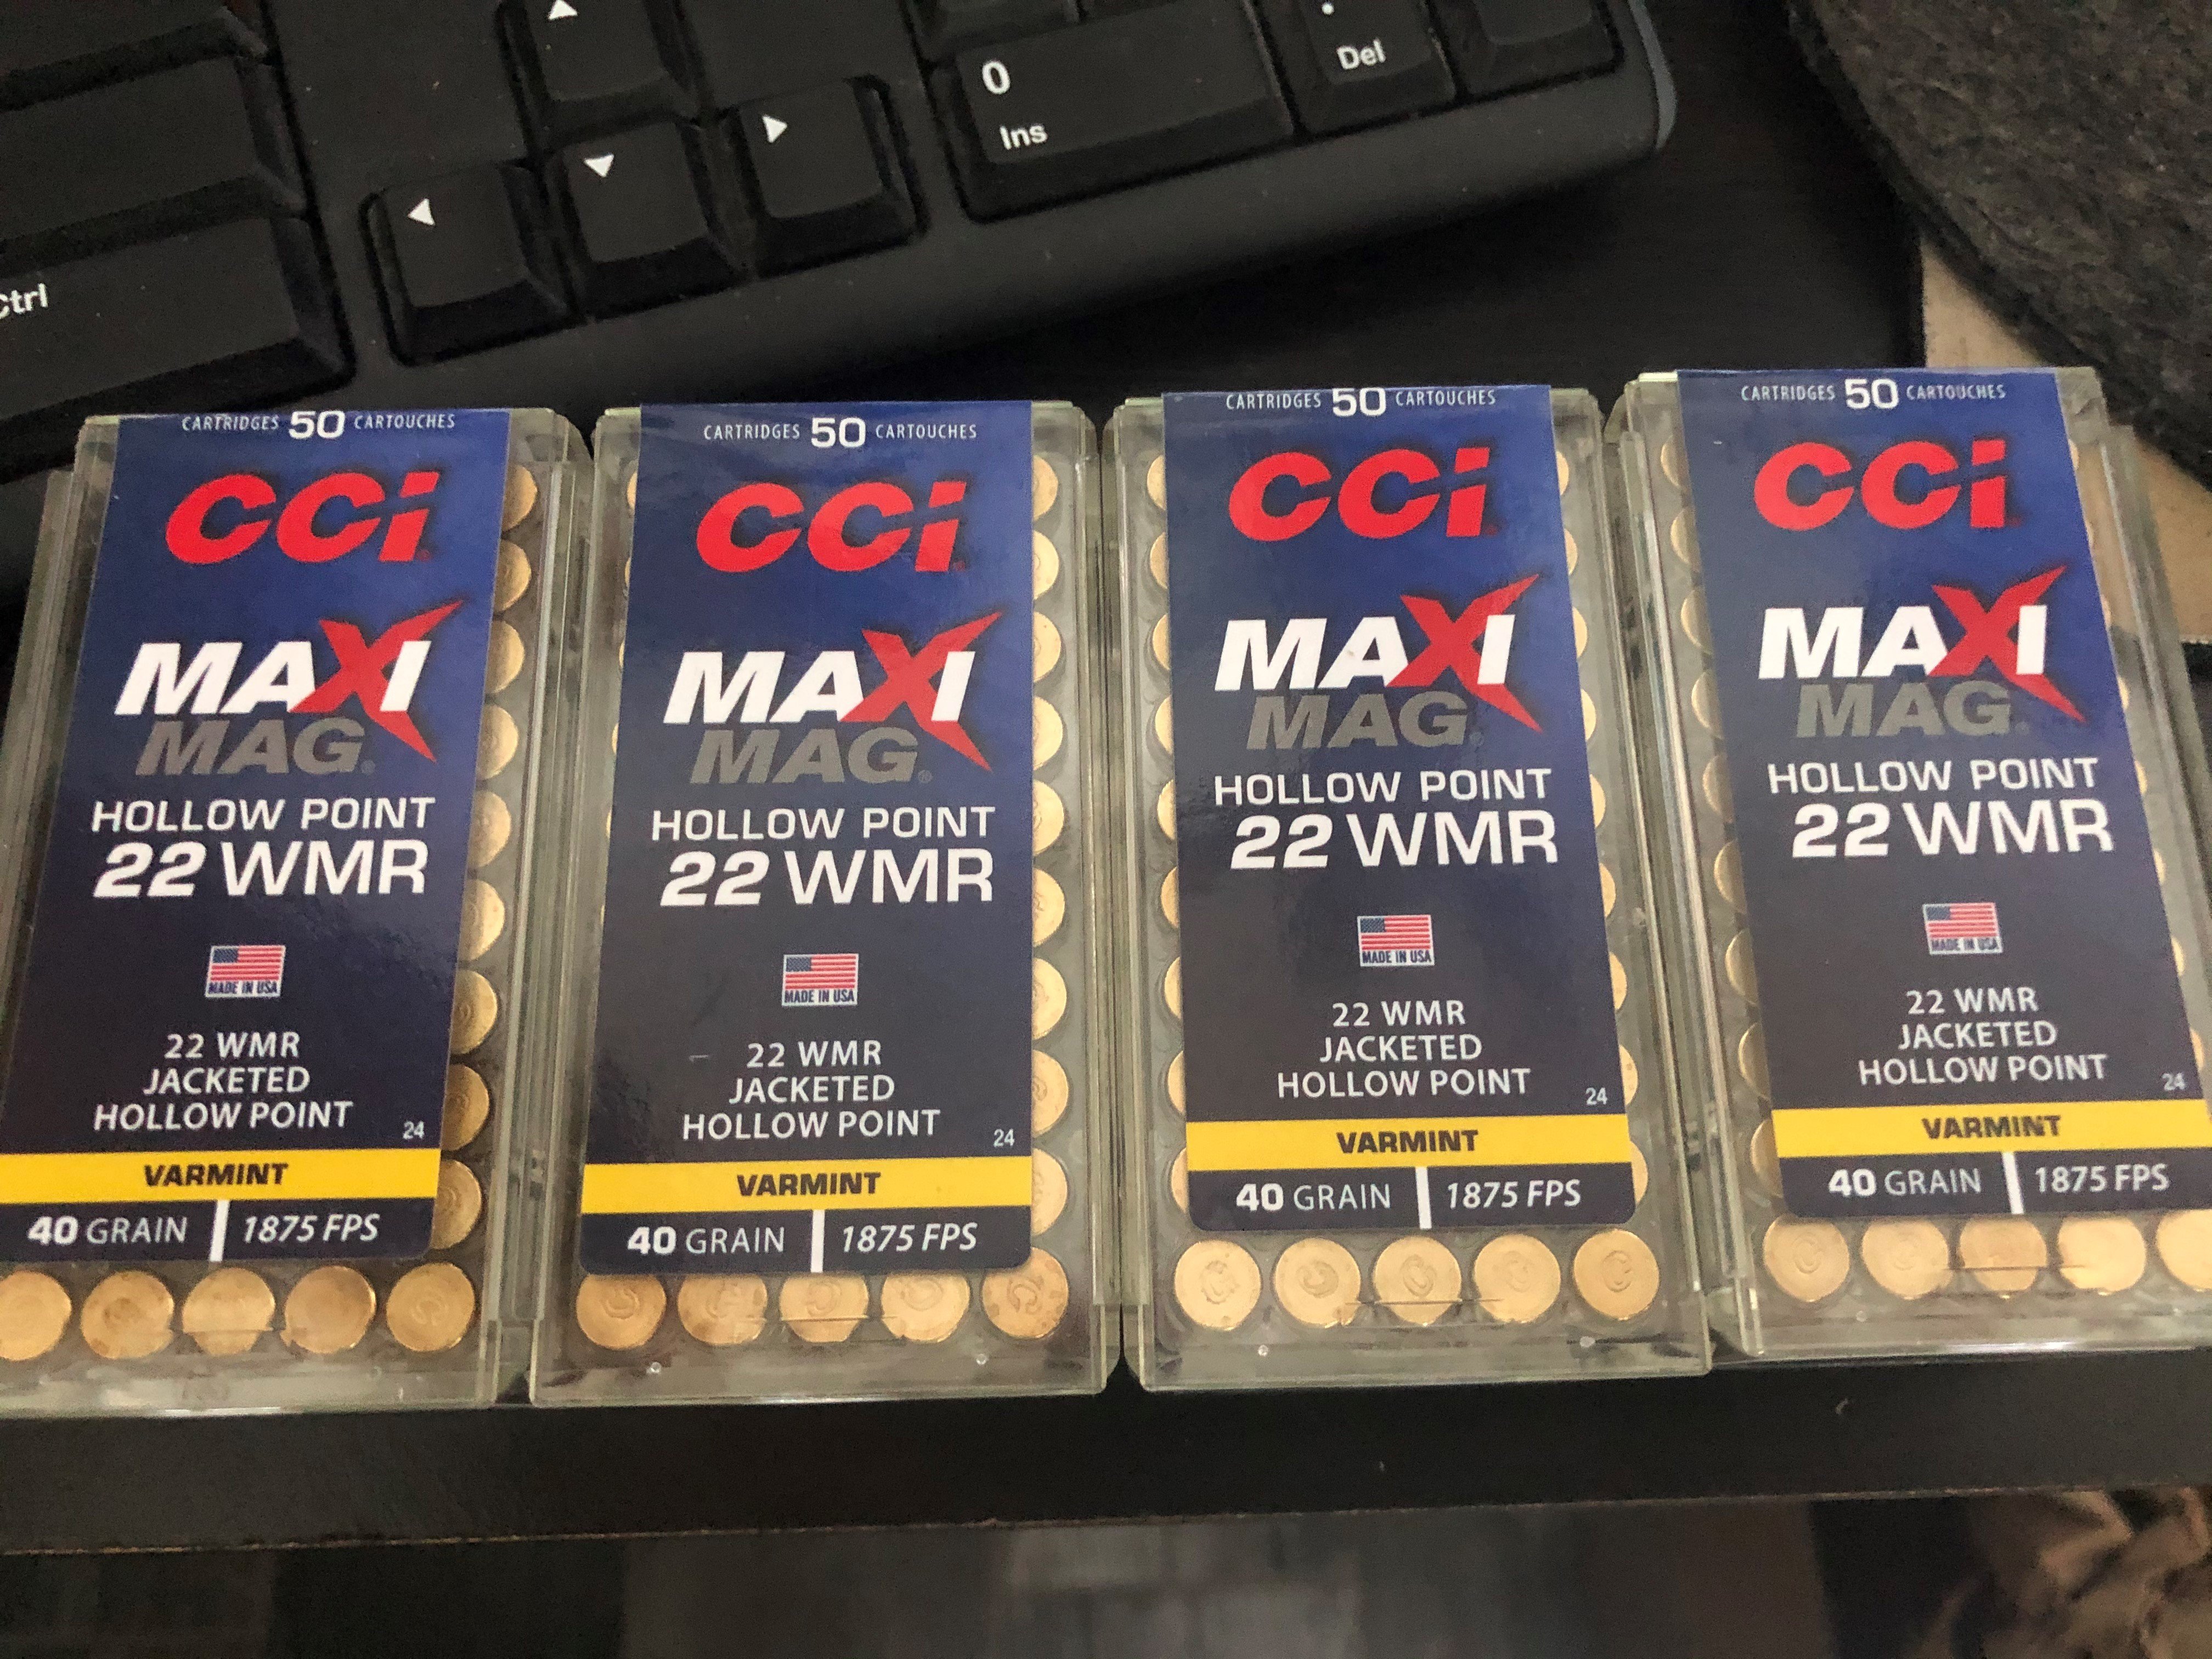 0
Ins
.
Del
Ctrl
CARTRIDGES 50 CARTOUCHES
CCi
MAXI
MAG®
HOLLOW POINT
22 WMR
MADE IN USA
22 WMR
JACKETED
HOLLOW POINT
24
VARMINT
40 GRAIN | 1875 FPS
CARTRIDGES 50 CARTOUCHES
CCi
MAXI
MAG®
HOLLOW POINT
22 WMR
MADE IN USA
22 WMR
JACKETED
HOLLOW POINT
24
VARMINT
40 GRAIN | 1875 FPS
CARTRIDGES 50 CARTOUCHES
CCi
MAXI
MAG®
HOLLOW POINT
22 WMR
MADE IN USA
22 WMR
JACKETED
HOLLOW POINT
24
VARMINT
40 GRAIN | 1875 FPS
CARTRIDGES 50 CARTOUCHES
CCi
MAXI
MAG®
HOLLOW POINT
22 WMR
MADE IN USA
22 WMR
JACKETED
HOLLOW POINT
24
VARMINT
40 GRAIN | 1875 FPS